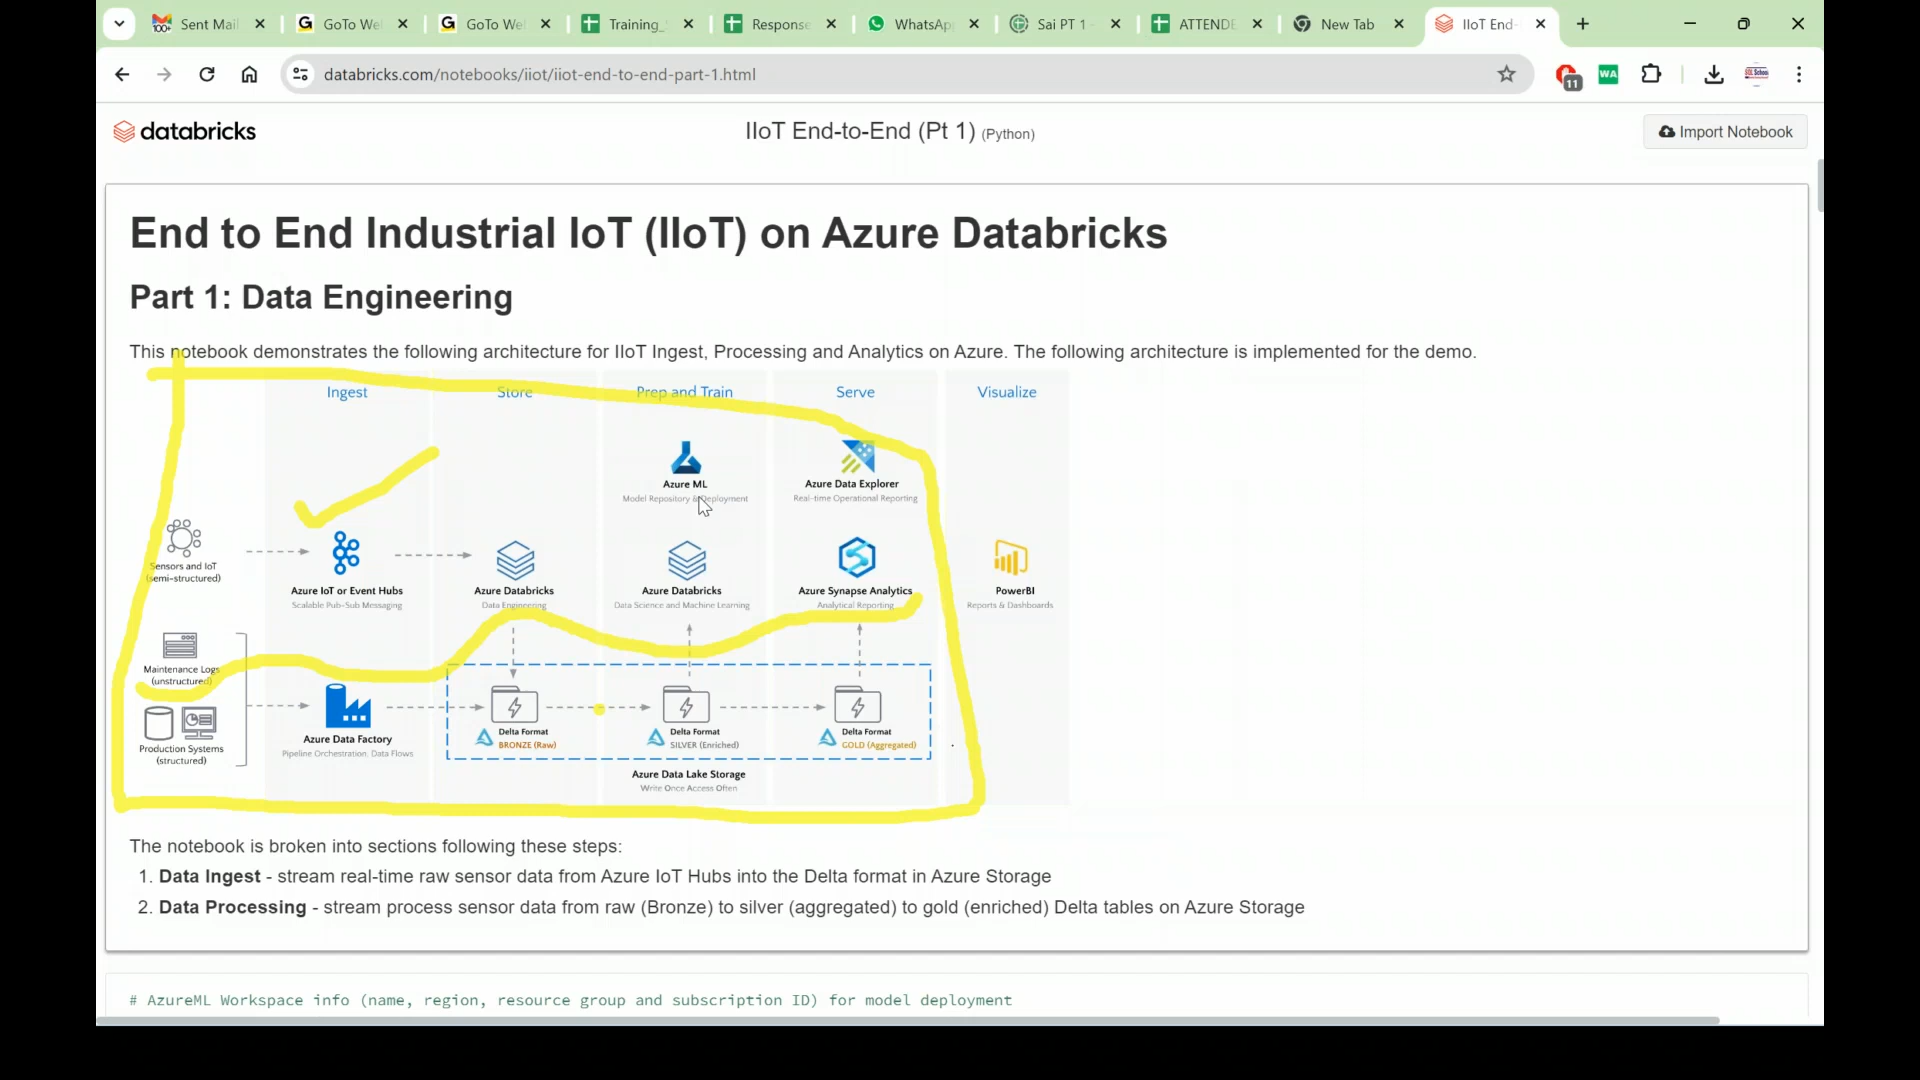 100+
Sent Mail
GoTo We
GoTo We
Training_
Response
WhatsAp
Sai PT 1 -
ATTENDE
New Tab
IIoT End-
databricks.com/notebooks/iiot/iiot-end-to-end-part-1.html
11
WA
databricks
IIoT End-to-End (Pt 1) (Python)
Import Notebook
End to End Industrial IoT (IIoT) on Azure Databricks
Part 1: Data Engineering
This notebook demonstrates the following architecture for IIoT Ingest, Processing and Analytics on Azure. The following architecture is implemented for the demo.
Ingest
Store
Prep and Train
Serve
Visualize
Azure ML
Model Repository & Deployment
Azure Data Explorer
Real-time Operational Reporting
Sensors and IoT
(semi-structured)
Azure IoT or Event Hubs
Scalable Pub-Sub Messaging
Azure Databricks
Data Engineering
Azure Databricks
Data Science and Machine Learning
Azure Synapse Analytics
Analytical Reporting
PowerBI
Reports & Dashboards
Maintenance Logs
(unstructured)
Production Systems
(structured)
Azure Data Factory
Pipeline Orchestration, Data Flows
Delta Format
BRONZE (Raw)
Delta Format
SILVER (Enriched)
Delta Format
GOLD (Aggregated)
Azure Data Lake Storage
Write Once Access Often
The notebook is broken into sections following these steps:
1. Data Ingest - stream real-time raw sensor data from Azure IoT Hubs into the Delta format in Azure Storage
2. Data Processing - stream process sensor data from raw (Bronze) to silver (aggregated) to gold (enriched) Delta tables on Azure Storage
# AzureML Workspace info (name, region, resource group and subscription ID) for model deployment